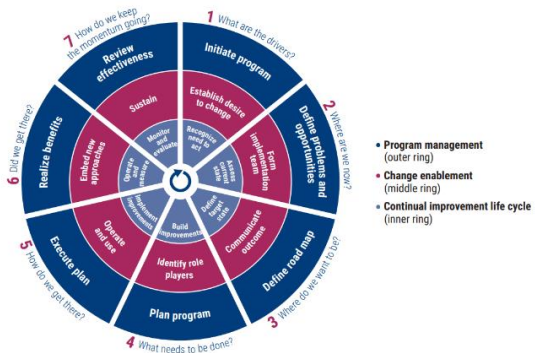 1 What are the drivers?
Initiate program
Establish desire
to change
Recognize
need to
act
2 Where are we now?
Define problems and
opportunities
Form
implementation
team
Assess
current
state
3 Where do we want to be?
Define road map
Communicate
outcome
Define
target
state
4 What needs to be done?
Plan program
Identify role
players
Build
improvements
5 How do we get there?
Execute plan
Operate
and use
Implement
improvements
6 Did we get there?
Realize benefits
Embed new
approaches
Operate
and
measure
7 How do we keep
the momentum going?
Review
effectiveness
Sustain
Monitor
and
evaluate
• Program management
(outer ring)
• Change enablement
(middle ring)
• Continual improvement life cycle
(inner ring)